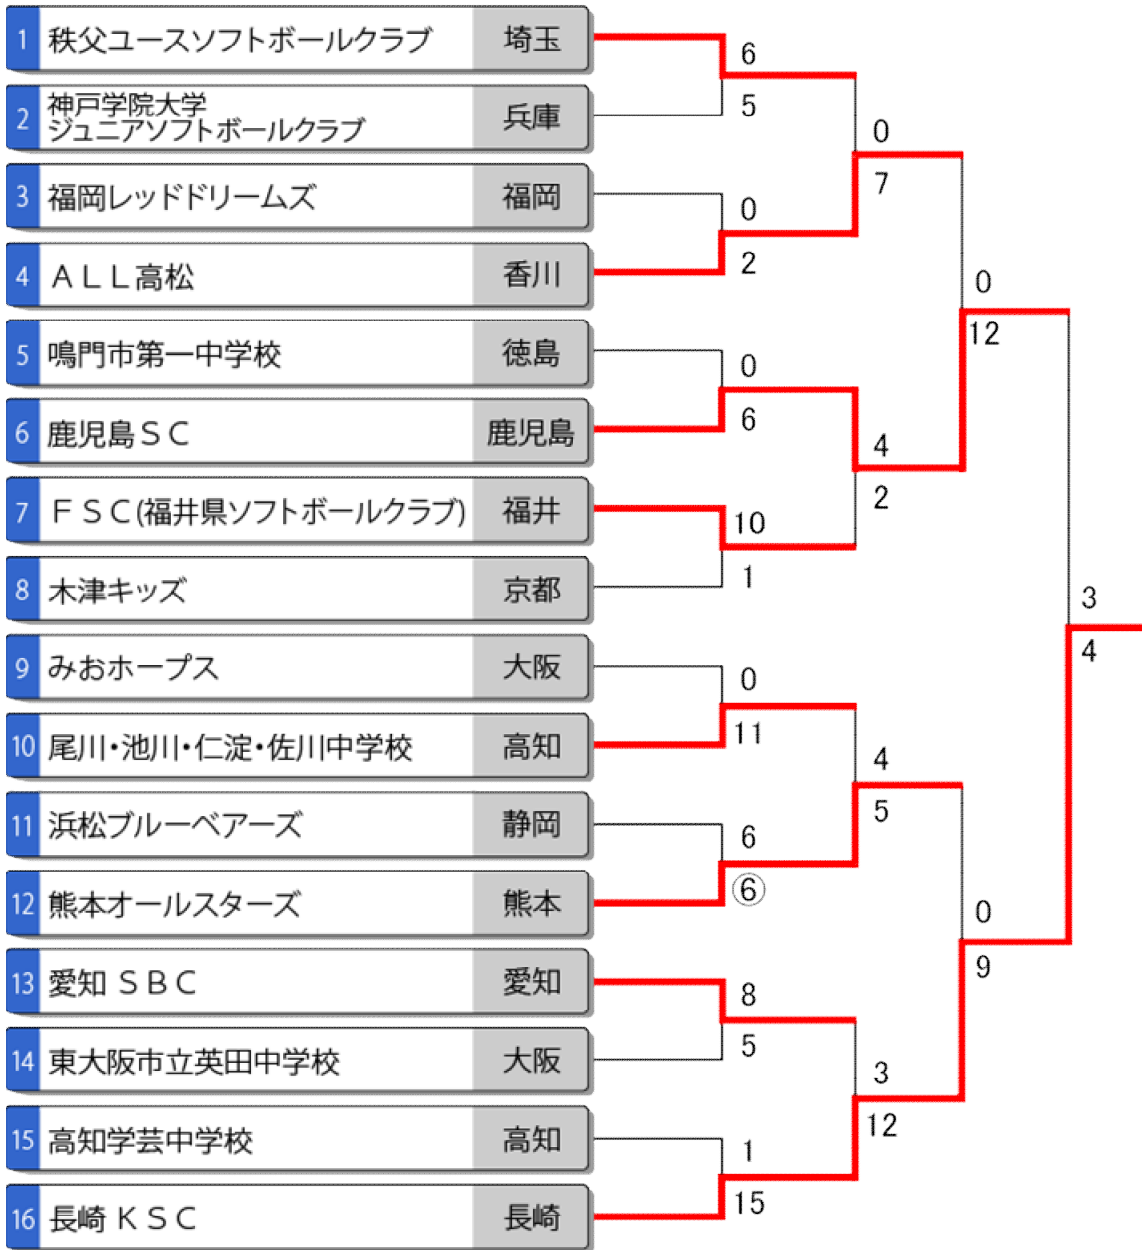 1 秩父ユースソフトボールクラブ 埼玉
6
2 神戸学院大学
ジュニアソフトボールクラブ 兵庫
5
0
7
3 福岡レッドドリームズ 福岡
0
4 ＡＬＬ高松 香川
2
0
12
5 鳴門市第一中学校 徳島
0
6 鹿児島ＳＣ 鹿児島
6
4
2
7 ＦＳＣ(福井県ソフトボールクラブ) 福井
10
8 木津キッズ 京都
1
3
4
9 みおホープス 大阪
0
10 尾川・池川・仁淀・佐川中学校 高知
11
4
5
11 浜松ブルーベアーズ 静岡
6
12 熊本オールスターズ 熊本
⑥
0
9
13 愛知ＳＢＣ 愛知
8
14 東大阪市立英田中学校 大阪
5
3
12
15 高知学芸中学校 高知
1
16 長崎ＫＳＣ 長崎
15